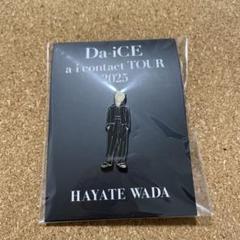 Da-iCE
a-i contact TOUR
2025
HAYATE WADA